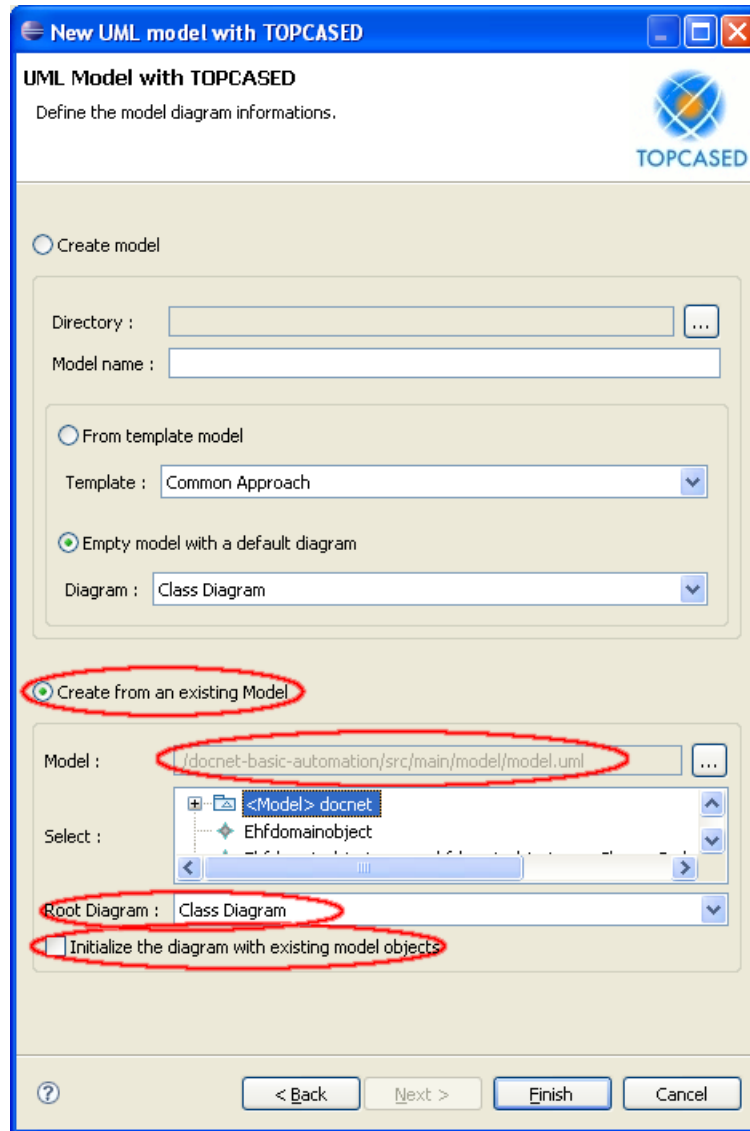 New UML model with TOPCASED
UML Model with TOPCASED
Define the model diagram informations.
TOPCASED
Create model
Directory :
...
Model name :
From template model
Template : Common Approach
Empty model with a default diagram
Diagram : Class Diagram
Create from an existing Model
Model : /docnet-basic-automation/src/main/model/model.uml ...
<Model> docnet
Ehfdomainobject
Select :
Root Diagram : Class Diagram
Initialize the diagram with existing model objects
? < Back Next > Finish Cancel